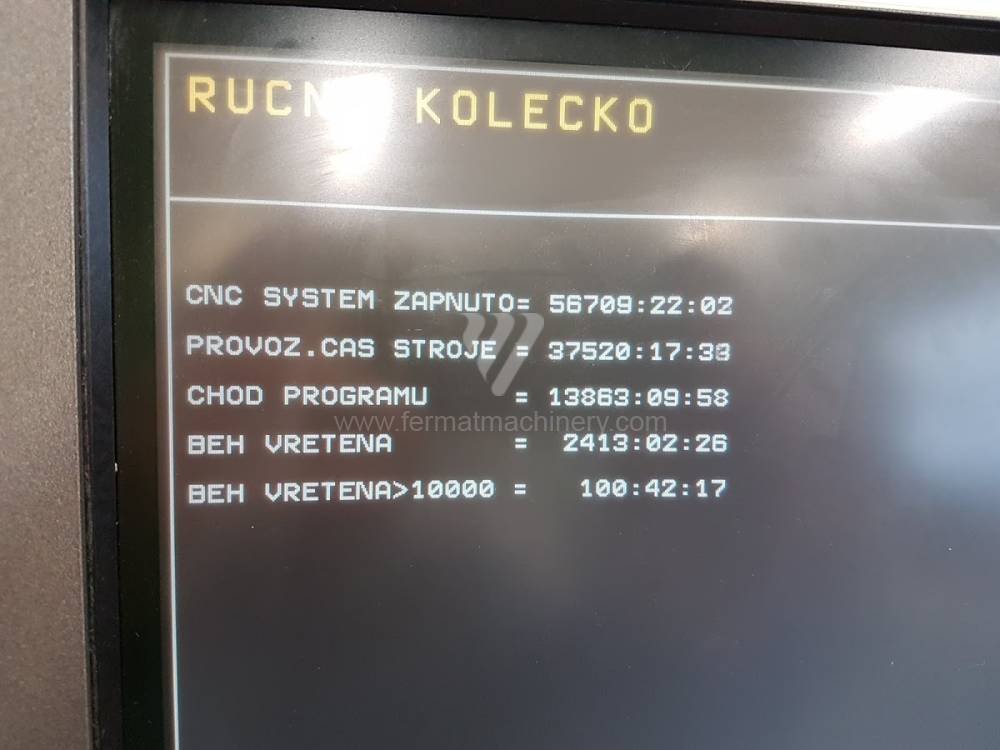 KOLECKO
CNC SYSTEM ZAPNUTO= 56709:22:02
PROVOZ.CAS STROJE = 37520:17:38
CHOD PROGRAMU = 13863:09:58
www.fermatmachinery.com
BEH VRETENA = 2413:02:26
BEH VRETENA>10000 = 100:42:17